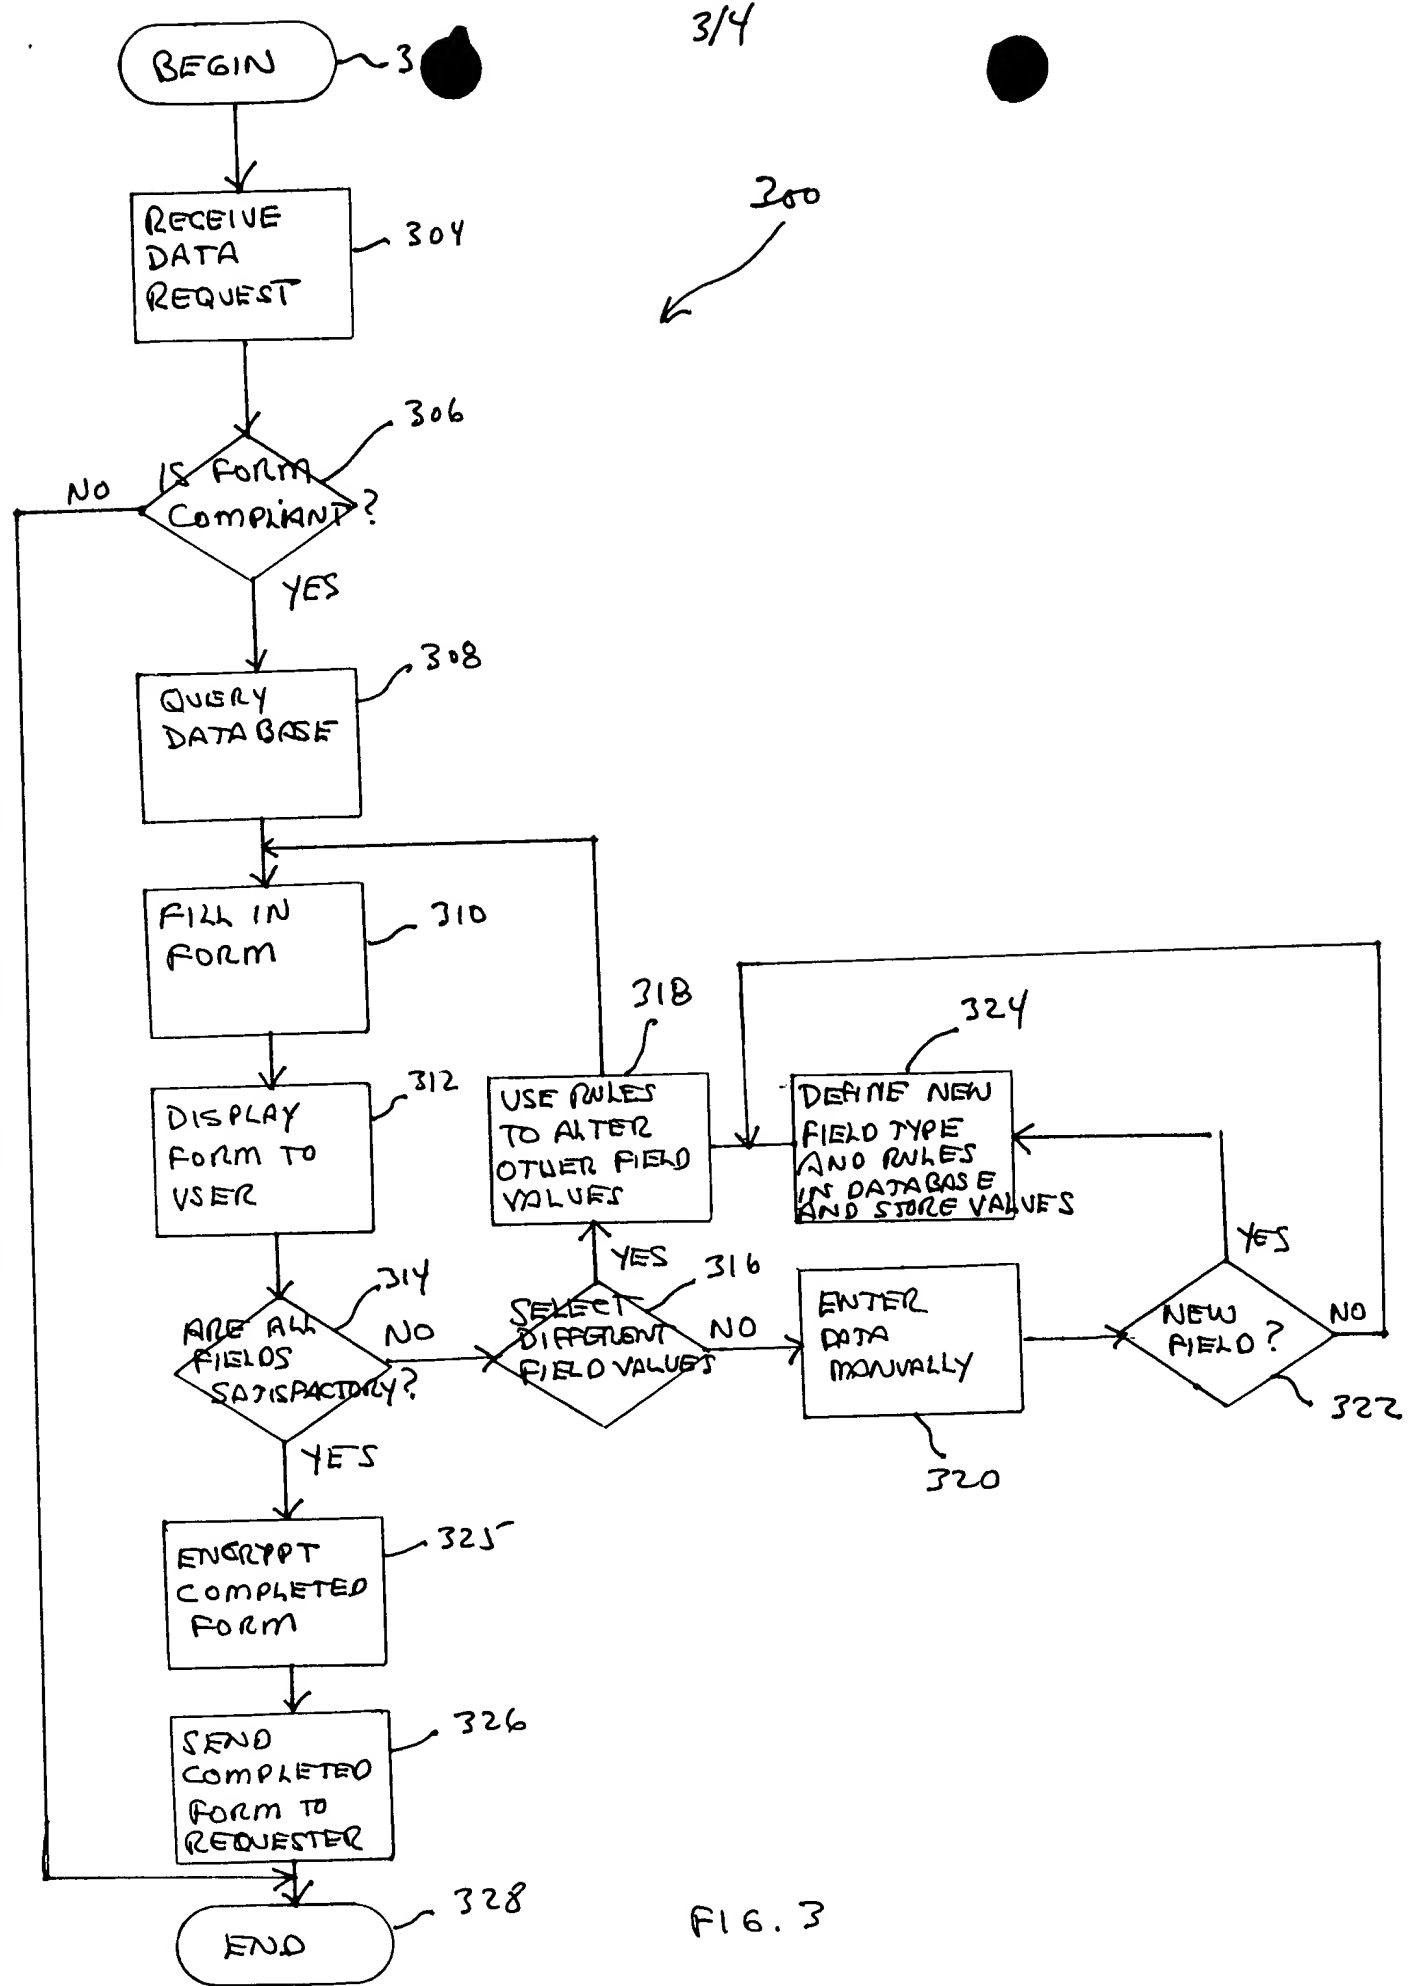 3/4
BEGIN
3
300
RECEIVE
DATA
REQUEST
304
306
IS FORM
COMPLIANT?
NO
YES
308
QUERY
DATABASE
FILL IN
FORM
310
DISPLAY
FORM TO
USER
312
318
USE RULES
TO ALTER
OTHER FIELD
VALUES
324
DEFINE NEW
FIELD TYPE
AND RULES
IN DATABASE
AND STORE VALUES
314
ARE ALL
FIELDS
SATISFACTORY?
NO
YES
316
SELECT
DIFFERENT
FIELD VALUES
YES
NO
ENTER
DATA
MANUALLY
320
NEW
FIELD?
YES
NO
322
325
ENCRYPT
COMPLETED
FORM
326
SEND
COMPLETED
FORM TO
REQUESTER
328
END
FIG. 3